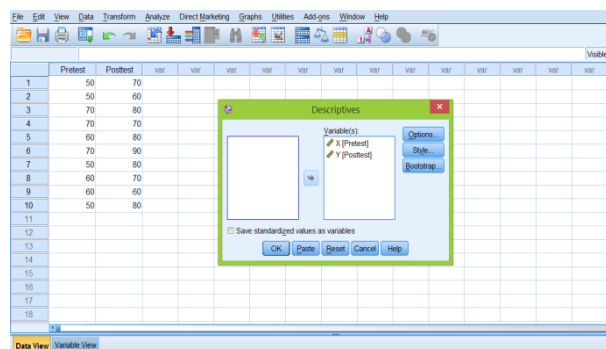 File Edit View Data Transform Analyze Direct Marketing Graphs Utilities Add-ons Window Help
Visible
Pretest Posttest var var var var var var var var var var var var
1 50 70
2 50 60
3 70 80
4 70 70
5 60 80
6 70 90
7 50 80
8 60 70
9 60 60
10 50 80
11
12
13
14
15
16
17
18
Descriptives
Variable(s):
X [Pretest]
Y [Posttest]
Options...
Style...
Bootstrap...
Save standardized values as variables
OK Paste Reset Cancel Help
Data View Variable View